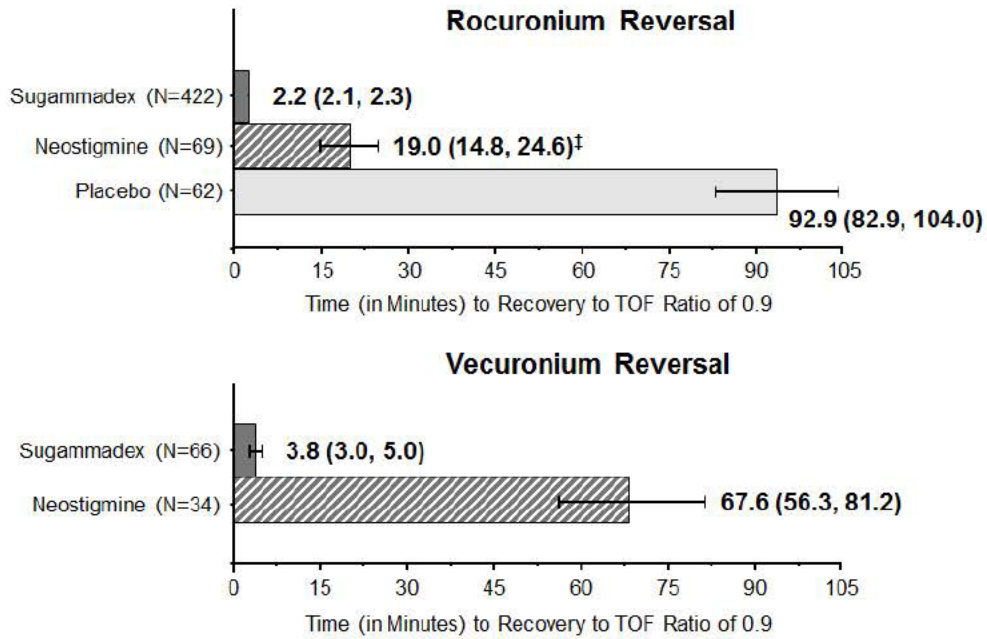 Rocuronium Reversal
Sugammadex (N=422)
2.2 (2.1, 2.3)
Neostigmine (N=69)
19.0 (14.8, 24.6)‡
Placebo (N=62)
92.9 (82.9, 104.0)
0 15 30 45 60 75 90 105
Time (in Minutes) to Recovery to TOF Ratio of 0.9
Vecuronium Reversal
Sugammadex (N=66)
3.8 (3.0, 5.0)
Neostigmine (N=34)
67.6 (56.3, 81.2)
0 15 30 45 60 75 90 105
Time (in Minutes) to Recovery to TOF Ratio of 0.9